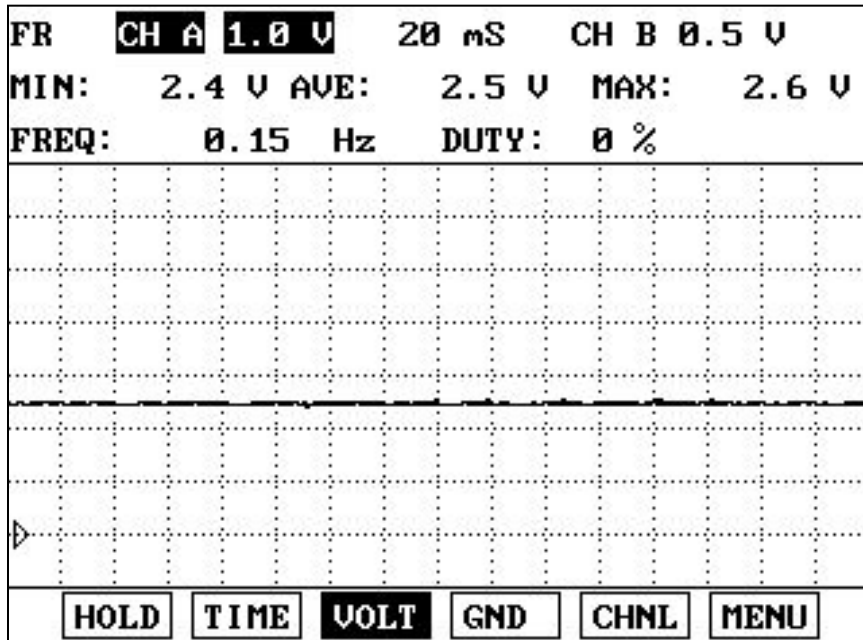 FR CH A 1.0 V 20 mS CH B 0.5 V
MIN: 2.4 V AVE: 2.5 V MAX: 2.6 V
FREQ: 0.15 Hz DUTY: 0 %
HOLD TIME VOLT GND CHNL MENU